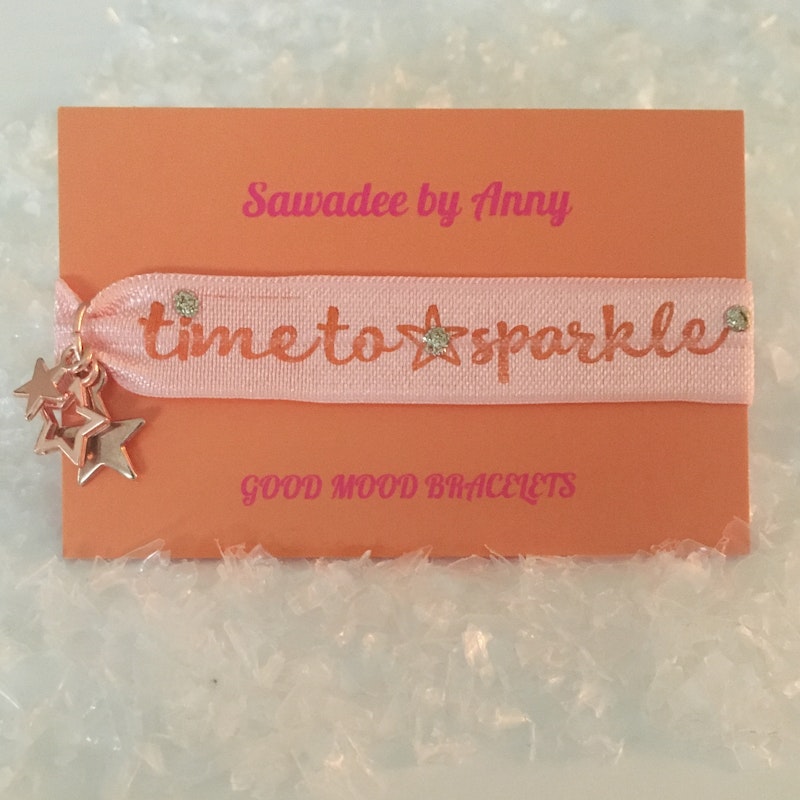 Sawadee by Anny
time to sparkle
GOOD MOOD BRACELETS